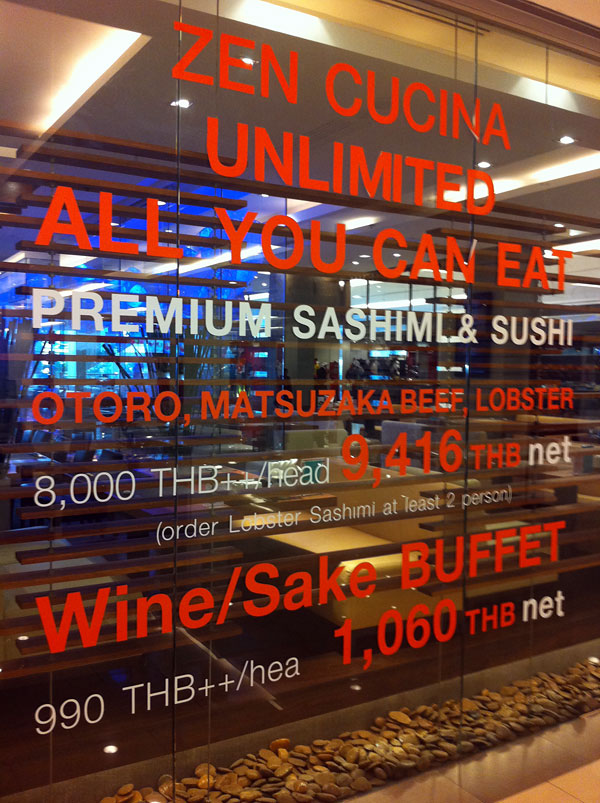 ZEN CUCINA
UNLIMITED
ALL YOU CAN EAT
PREMIUM SASHIMI & SUSHI
OTORO, MATSUZAKA BEEF, LOBSTER
8,000 THB++/head 9,416 THB net
(order Lobster Sashimi at least 2 person)
Wine/Sake BUFFET
990 THB++/hea 1,060 THB net